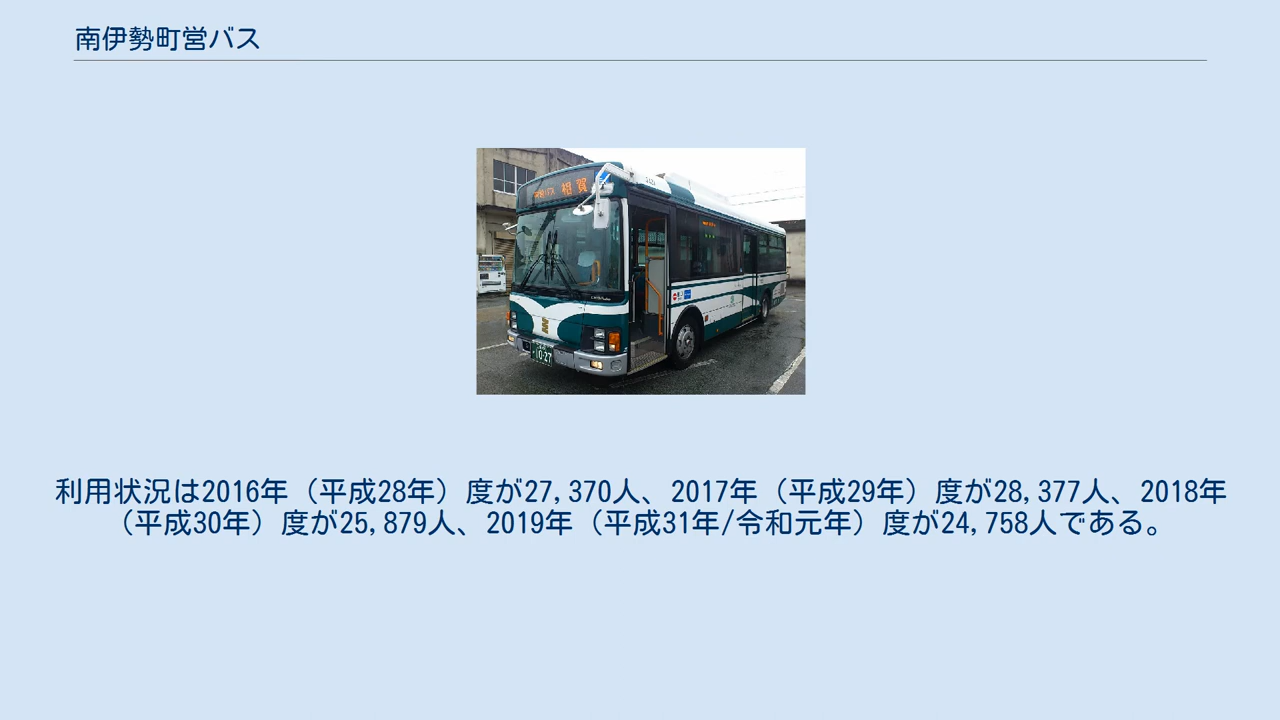 南伊勢町営バス
相賀
10-27
利用状況は2016年（平成28年）度が27,370人、2017年（平成29年）度が28,377人、2018年
（平成30年）度が25,879人、2019年（平成31年/令和元年）度が24,758人である。